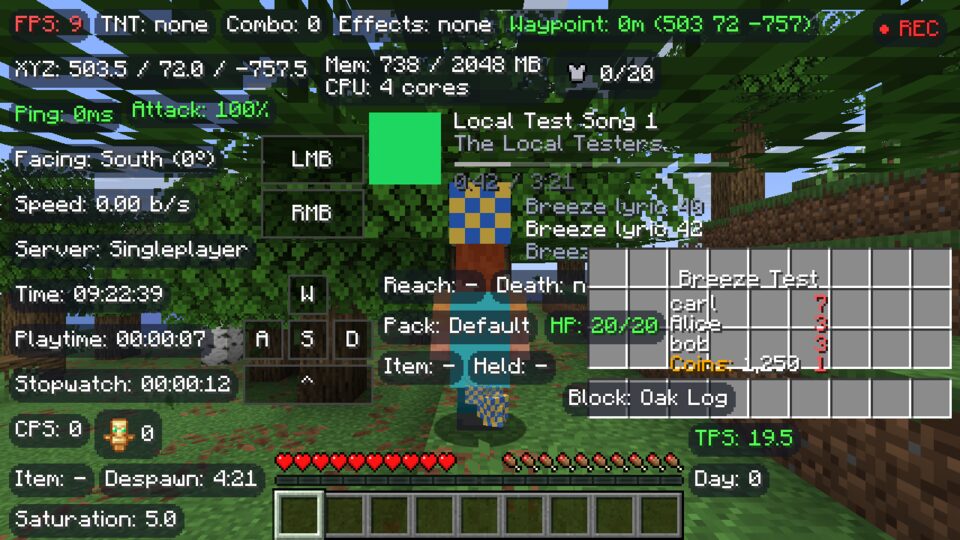 FPS: 9 TNT: none Combo: 0 Effects: none Waypoint: 0m (503 72 -757) REC
XYZ: 503.5 / 72.0 / -757.5 Mem: 738 / 2048 MB 0/20
CPU: 4 cores
Ping: 0ms Attack: 100%
Local Test Song 1
The Local Testers
0:42 / 3:21
Facing: South (0°) LMB
Speed: 0.00 b/s RMB
Breeze lyric 40
Breeze lyric 42
Breeze lyric
Server: Singleplayer
Reach: - Death: n
Breeze Test
carl 7
Alice 3
bob 3
Coins: 1,250 1
Time: 09:22:39 W
Pack: Default HP: 20/20
Playtime: 00:00:07 A S D
Item: - Held: -
Stopwatch: 00:00:12 ^
Block: Oak Log
CPS: 0 0
TPS: 19.5
Item: - Despawn: 4:21 Day: 0
Saturation: 5.0